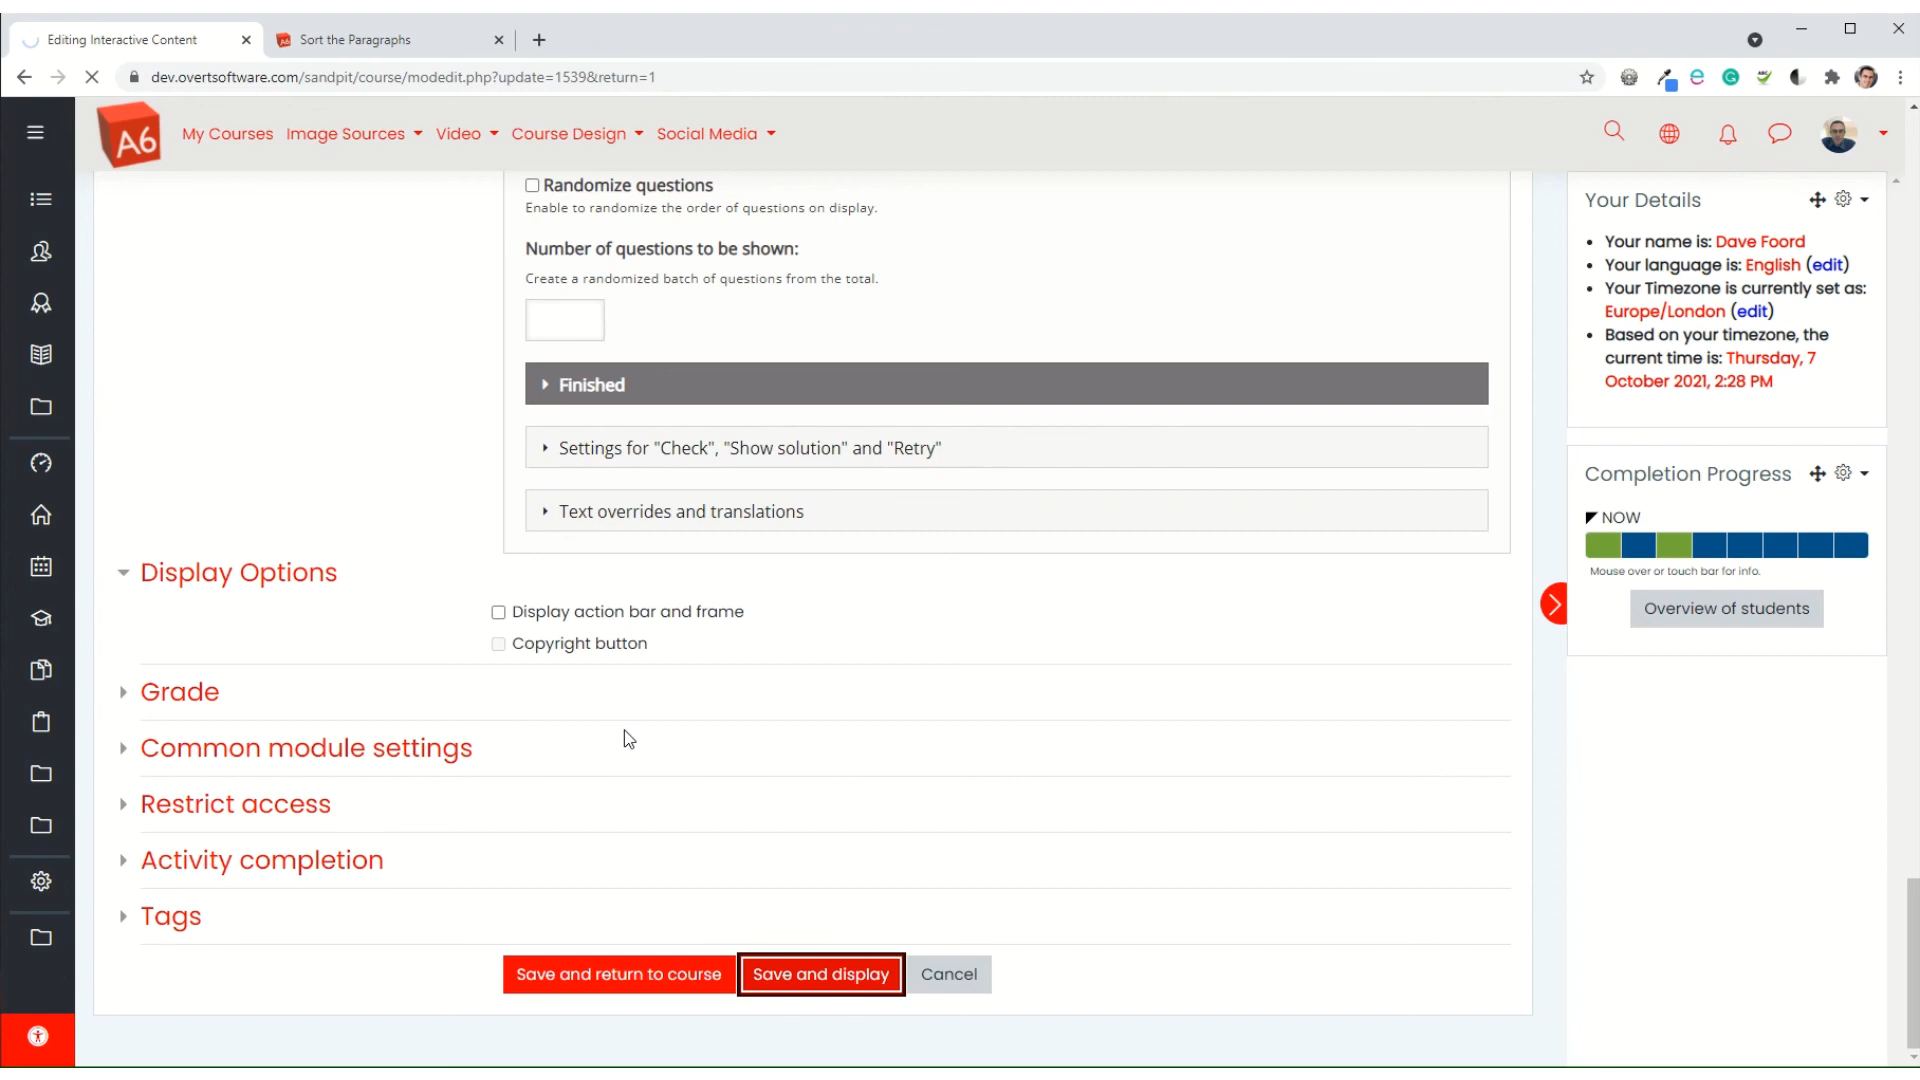 Editing Interactive Content
Sort the Paragraphs
dev.overtsoftware.com/sandpit/course/modedit.php?update=1539&return=1
A6
My Courses
Image Sources
Video
Course Design
Social Media
Randomize questions
Enable to randomize the order of questions on display.
Number of questions to be shown:
Create a randomized batch of questions from the total.
Finished
Settings for "Check", "Show solution" and "Retry"
Text overrides and translations
Display Options
Display action bar and frame
Copyright button
Grade
Common module settings
Restrict access
Activity completion
Tags
Save and return to course
Save and display
Cancel
Your Details
Your name is: Dave Foord
Your language is: English (edit)
Your Timezone is currently set as:
Europe/London (edit)
Based on your timezone, the
current time is: Thursday, 7
October 2021, 2:28 PM
Completion Progress
NOW
Mouse over or touch bar for info.
Overview of students